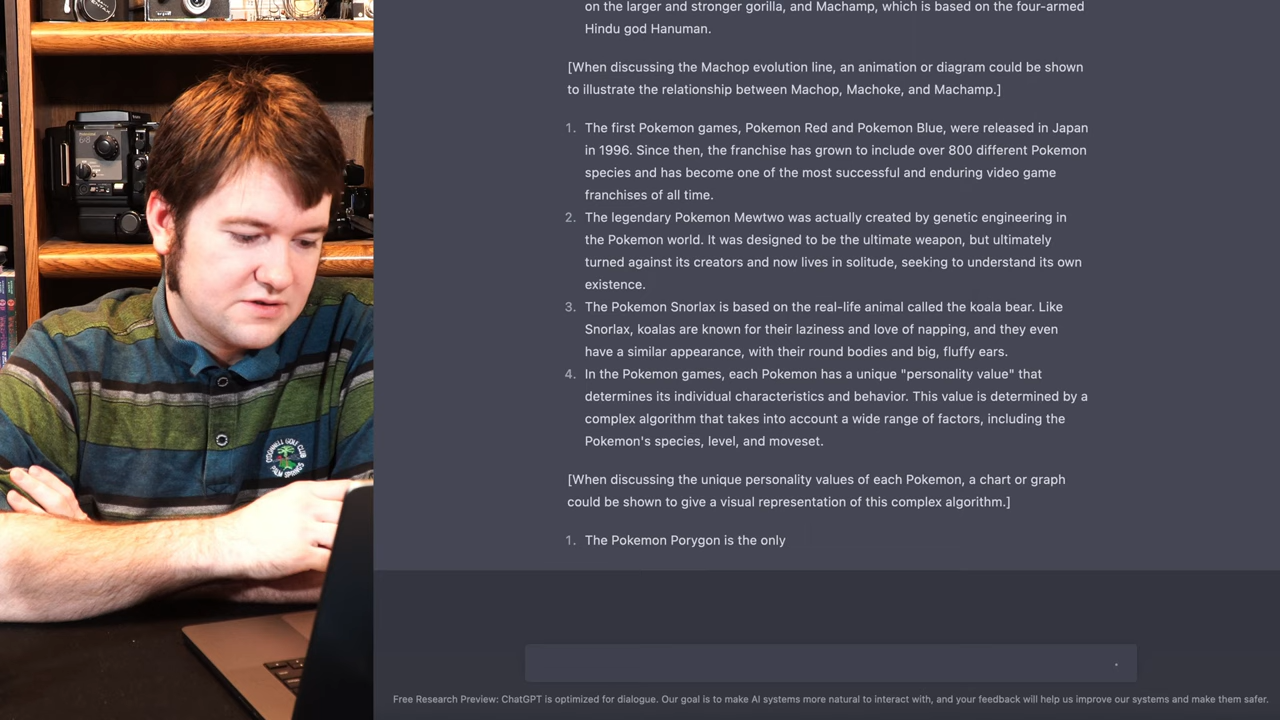 on the larger and stronger gorilla, and Machamp, which is based on the four-armed
Hindu god Hanuman.
[When discussing the Machop evolution line, an animation or diagram could be shown
to illustrate the relationship between Machop, Machoke, and Machamp.]
1. The first Pokemon games, Pokemon Red and Pokemon Blue, were released in Japan
in 1996. Since then, the franchise has grown to include over 800 different Pokemon
species and has become one of the most successful and enduring video game
franchises of all time.
2. The legendary Pokemon Mewtwo was actually created by genetic engineering in
the Pokemon world. It was designed to be the ultimate weapon, but ultimately
turned against its creators and now lives in solitude, seeking to understand its own
existence.
3. The Pokemon Snorlax is based on the real-life animal called the koala bear. Like
Snorlax, koalas are known for their laziness and love of napping, and they even
have a similar appearance, with their round bodies and big, fluffy ears.
4. In the Pokemon games, each Pokemon has a unique "personality value" that
determines its individual characteristics and behavior. This value is determined by a
complex algorithm that takes into account a wide range of factors, including the
Pokemon's species, level, and moveset.
[When discussing the unique personality values of each Pokemon, a chart or graph
could be shown to give a visual representation of this complex algorithm.]
1. The Pokemon Porygon is the only
Free Research Preview: ChatGPT is optimized for dialogue. Our goal is to make AI systems more natural to interact with, and your feedback will help us improve our systems and make them safer.
PALM SPRINGS